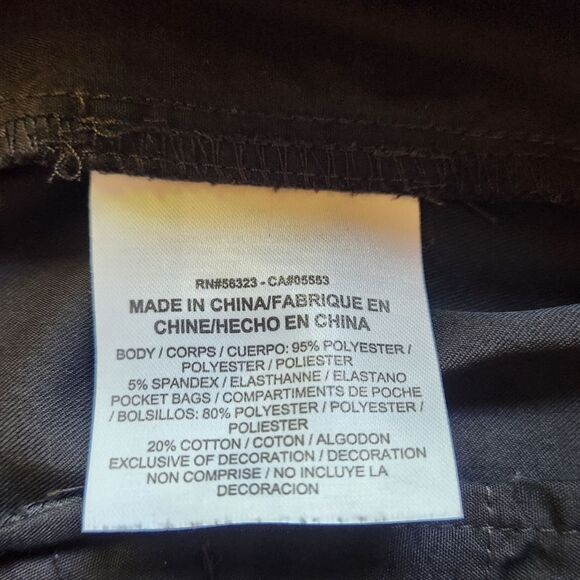 RN#56323 - CA#05553
MADE IN CHINA/FABRIQUE EN
CHINE/HECHO EN CHINA
BODY / CORPS / CUERPO: 95% POLYESTER /
POLYESTER / POLIESTER
5% SPANDEX / ELASTHANNE / ELASTANO
POCKET BAGS / COMPARTIMENTS DE POCHE
/ BOLSILLOS: 80% POLYESTER / POLYESTER /
POLIESTER
20% COTTON / COTON / ALGODON
EXCLUSIVE OF DECORATION / DECORATION
NON COMPRISE / NO INCLUYE LA
DECORACION